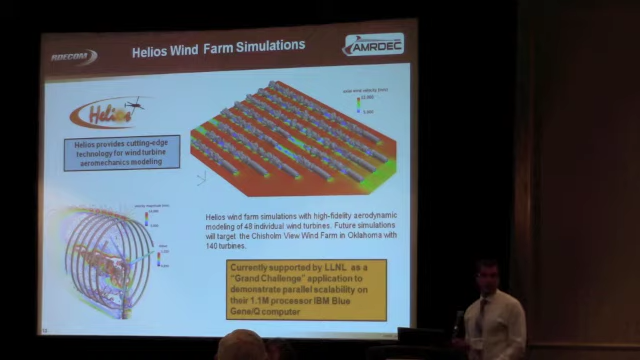 RDECOM
Helios Wind Farm Simulations
AMRDEC
Helios
Helios provides cutting-edge
technology for wind turbine
aeromechanics modeling
Helios wind farm simulations with high-fidelity aerodynamic
modeling of 48 individual wind turbines. Future simulations
will target the Chisholm View Wind Farm in Oklahoma with
140 turbines.
Currently supported by LLNL as a
"Grand Challenge" application to
demonstrate parallel scalability on
their 1.1M processor IBM Blue
Gene/Q computer